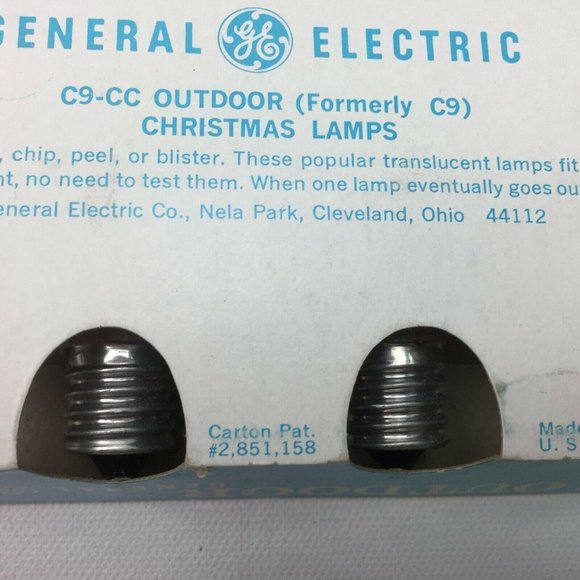 GENERAL GE ELECTRIC
C9-CC OUTDOOR (Formerly C9)
CHRISTMAS LAMPS
, chip, peel, or blister. These popular translucent lamps fit
nt, no need to test them. When one lamp eventually goes ou
eneral Electric Co., Nela Park, Cleveland, Ohio 44112
Carton Pat.
#2,851,158
Made
U. S
OUTDOOR